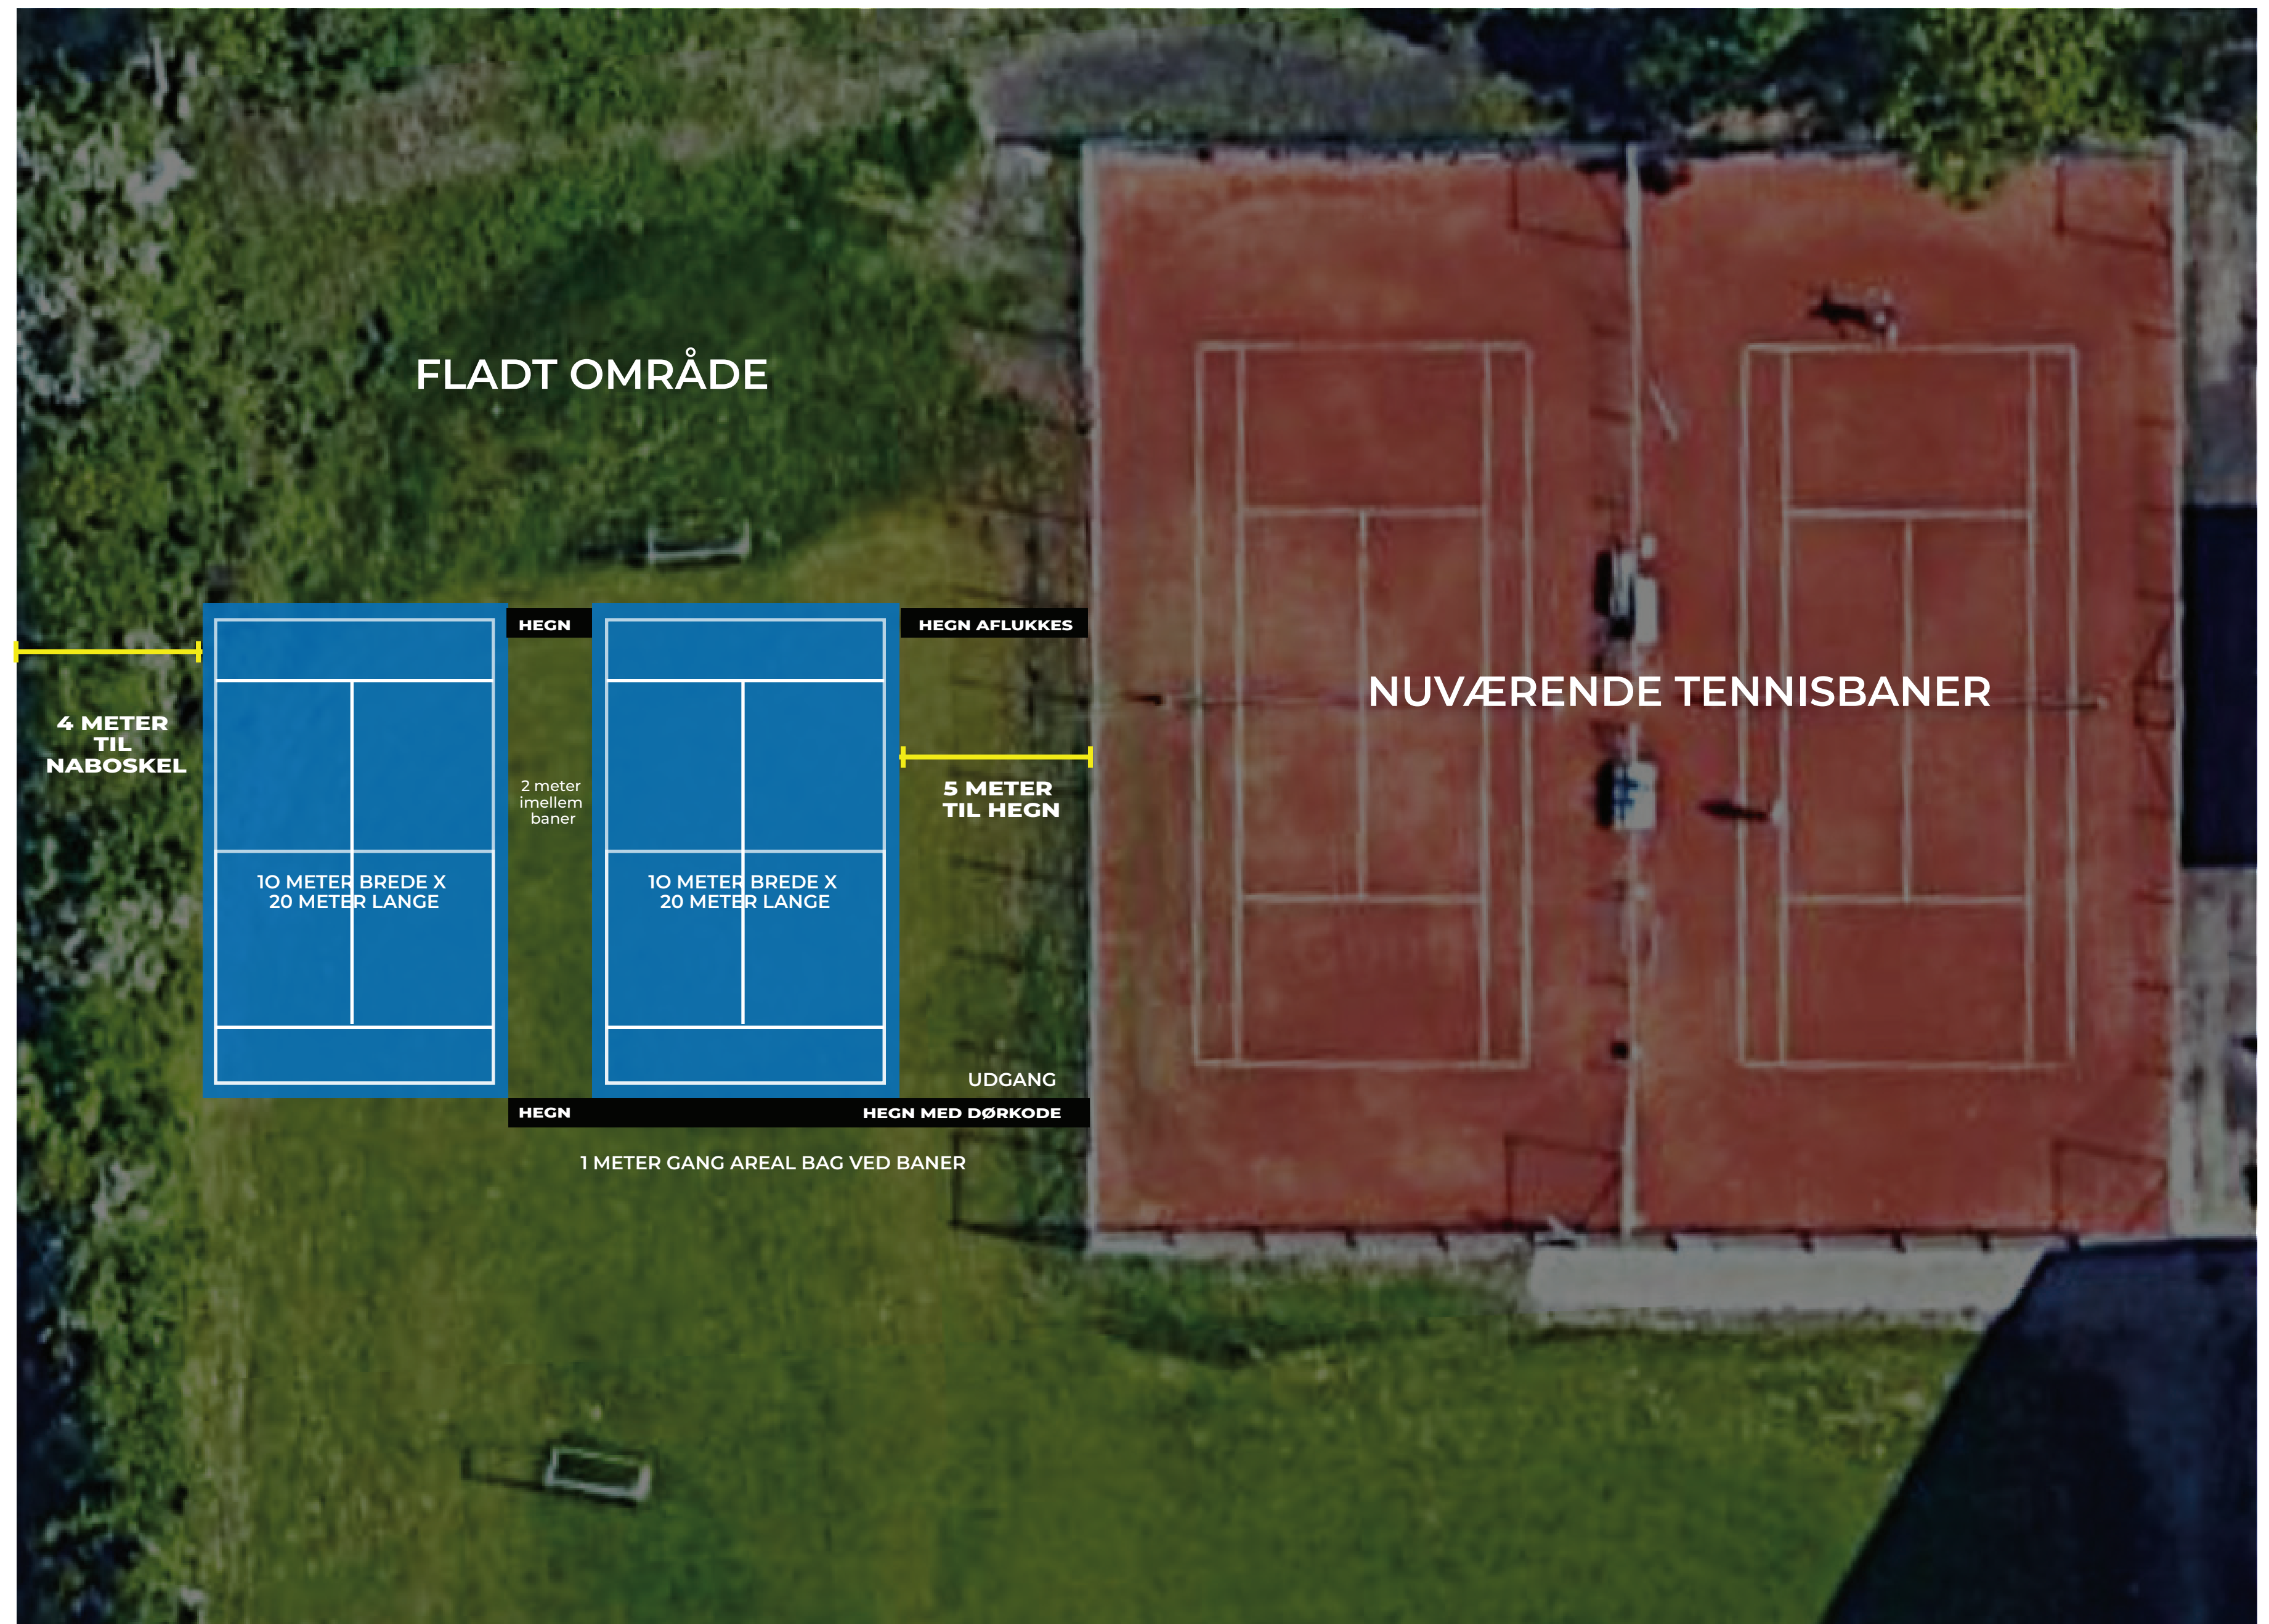 FLADT OMRÅDE
HEGN
HEGN AFLUKKES
NUVÆRENDE TENNISBANER
4 METER
TIL
NABOSKEL
2 meter
imellem
baner
5 METER
TIL HEGN
1O METER BREDE X
20 METER LANGE
1O METER BREDE X
20 METER LANGE
UDGANG
HEGN
HEGN MED DØRKODE
1 METER GANG AREAL BAG VED BANER